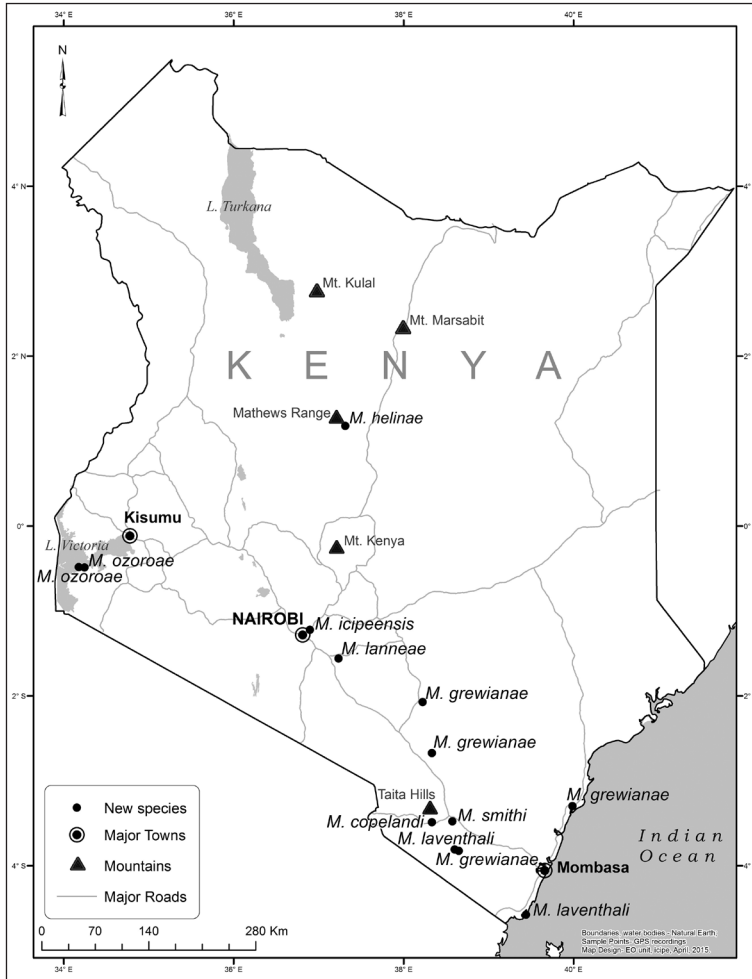 34° E
36° E
38° E
40° E
N
4° N
4°
L. Turkana
Mt. Kulal
Mt. Marsabit
2° N
2°
KENYA
Mathews Range
M. helinae
Kisumu
0°
0°
L. Victoria
Mt. Kenya
M. ozoroae
M. ozoroae
NAIROBI
M. icipeensis
M. lanneae
2° S
2°
M. grewianae
M. grewianae
Taita Hills
M. grewianae
M. copelandi
M. smithi
M. laventhali
M. grewianae
Indian
Ocean
4° S
4°
Mombasa
M. laventhali
New species
Major Towns
Mountains
Major Roads
0 70 140 280 Km
Boundaries, water bodies - Natural Earth;
Sample Points- GPS recordings
Map Design- EO unit, icipe, April, 2015.
34° E
36° E
38° E
40° E